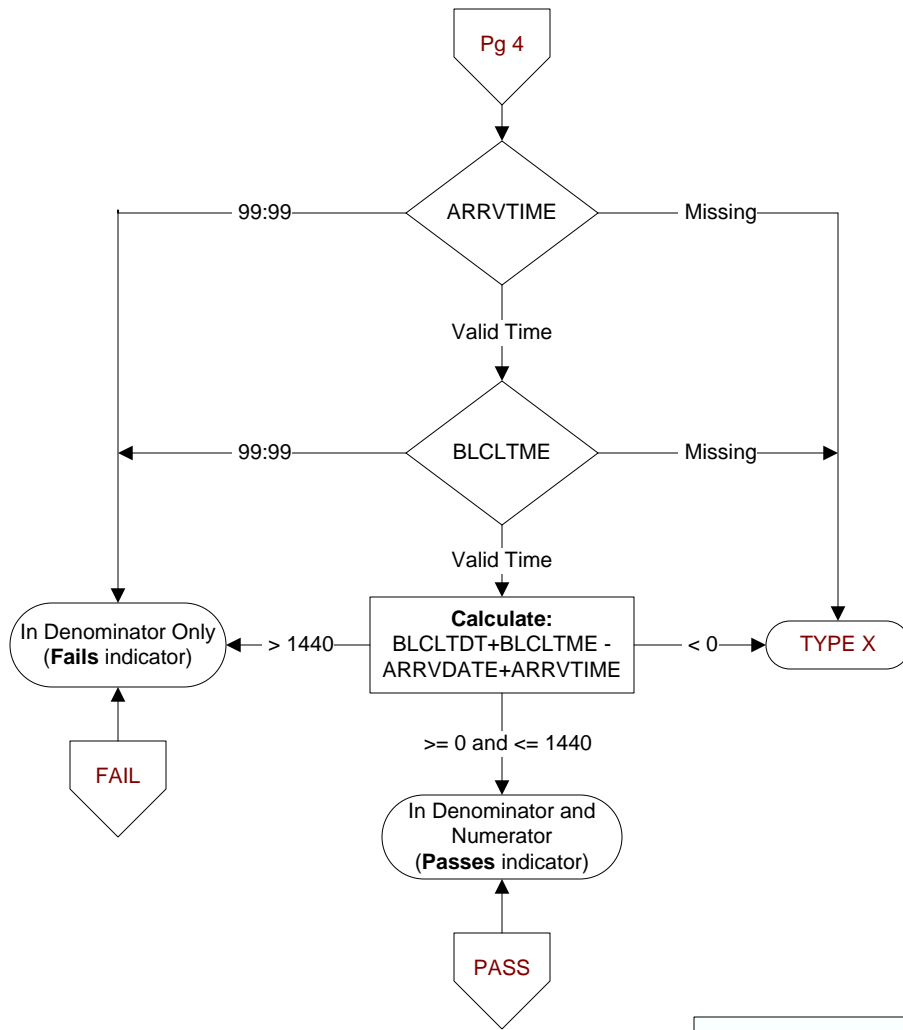 Pg 4
99:99
ARRVTIME
Missing
Valid Time
99:99
BLCLTME
Missing
Valid Time
In Denominator Only
(Fails indicator)
> 1440
Calculate:
BLCLTDT+BLCLTME -
ARRVDATE+ARRVTIME
< 0
TYPE X
>= 0 and <= 1440
FAIL
In Denominator and
Numerator
(Passes indicator)
PASS